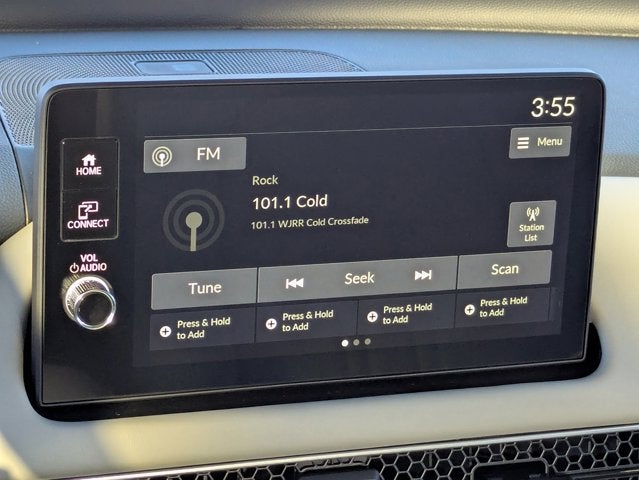 3:55
FM
Menu
HOME
Rock
101.1 Cold
101.1 WJRR Cold Crossfade
CONNECT
Station
List
VOL
AUDIO
Tune
Seek
Scan
Press & Hold
to Add
Press & Hold
to Add
Press & Hold
to Add
Press & Hold
to Add